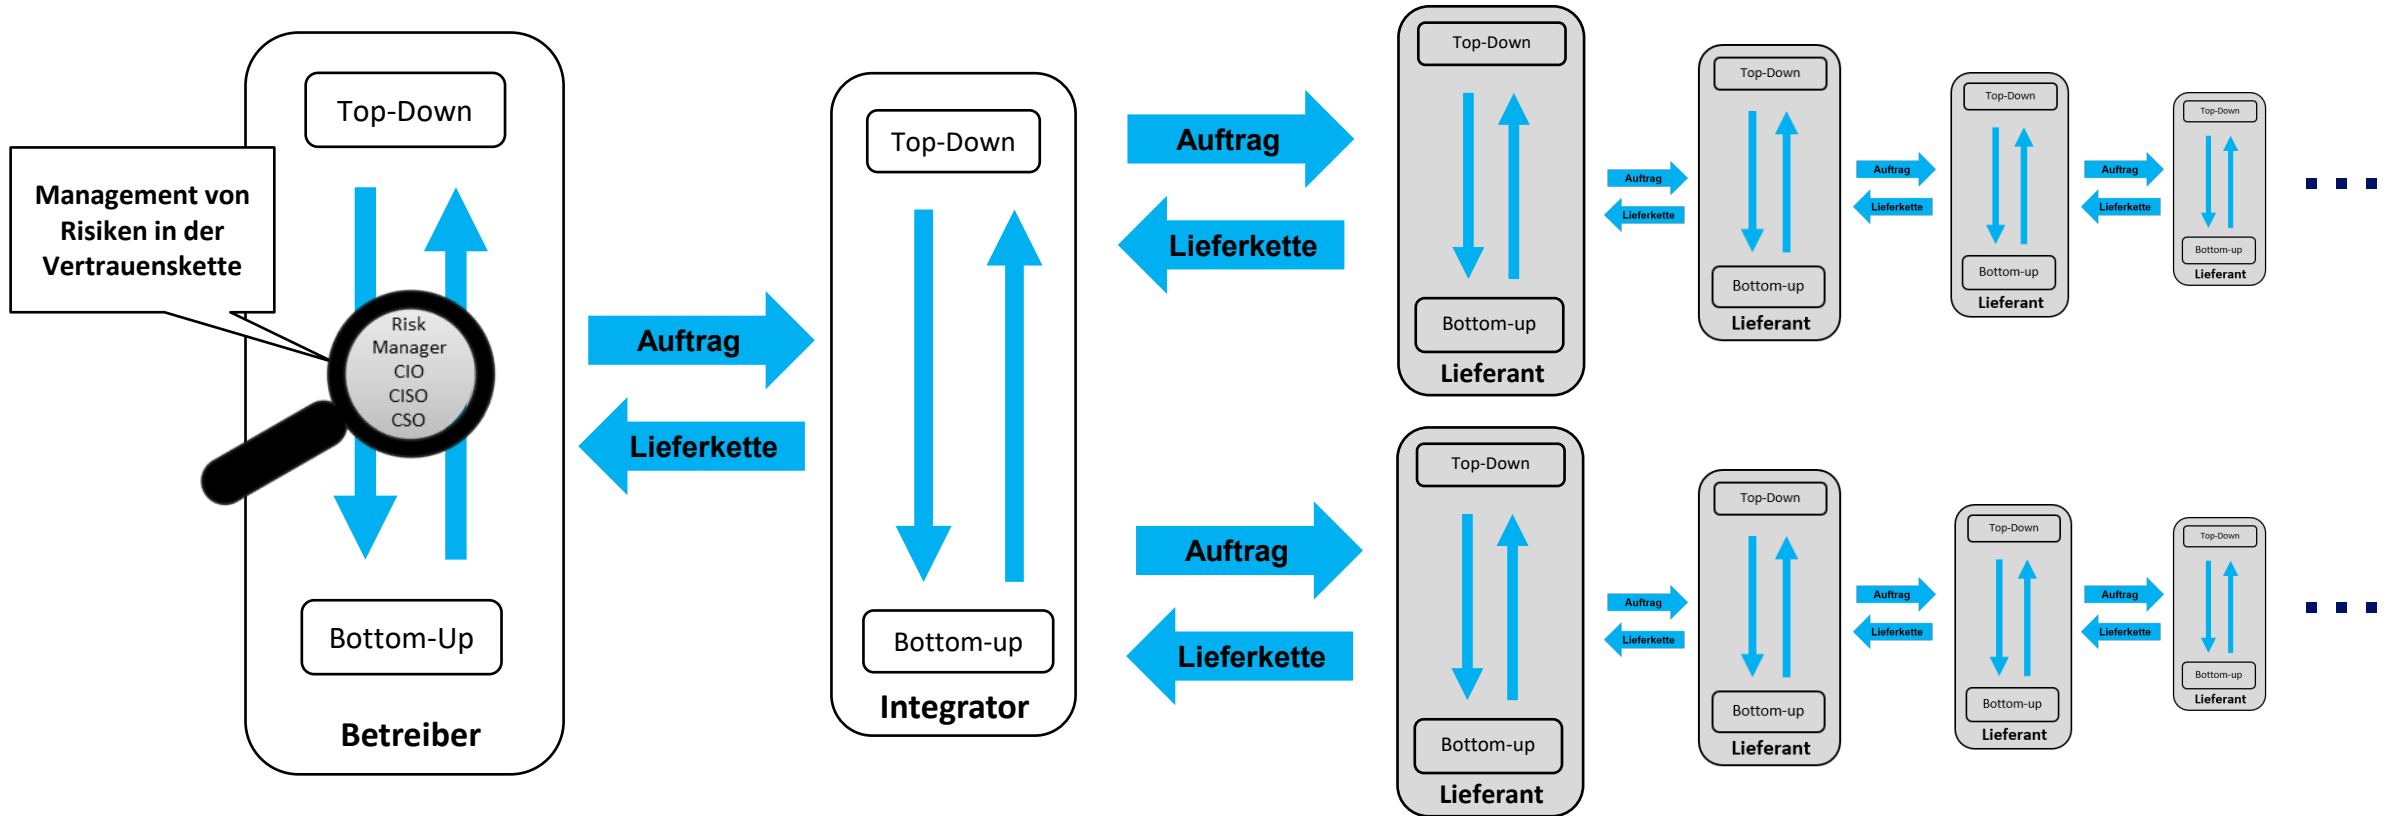 Management von
Risiken in der
Vertrauenskette
Top-Down
Risk
Manager
CIO
CISO
CSO
Bottom-Up
Betreiber
Auftrag
Lieferkette
Top-Down
Bottom-up
Integrator
Auftrag
Lieferkette
Top-Down
Bottom-up
Lieferant
Auftrag
Lieferkette
Top-Down
Bottom-up
Lieferant
Auftrag
Lieferkette
Top-Down
Bottom-up
Lieferant
Auftrag
Lieferkette
Top-Down
Bottom-up
Lieferant
Auftrag
Lieferkette
Top-Down
Bottom-up
Lieferant
Auftrag
Lieferkette
Top-Down
Bottom-up
Lieferant
Auftrag
Lieferkette
Top-Down
Bottom-up
Lieferant
Auftrag
Lieferkette
Top-Down
Bottom-up
Lieferant